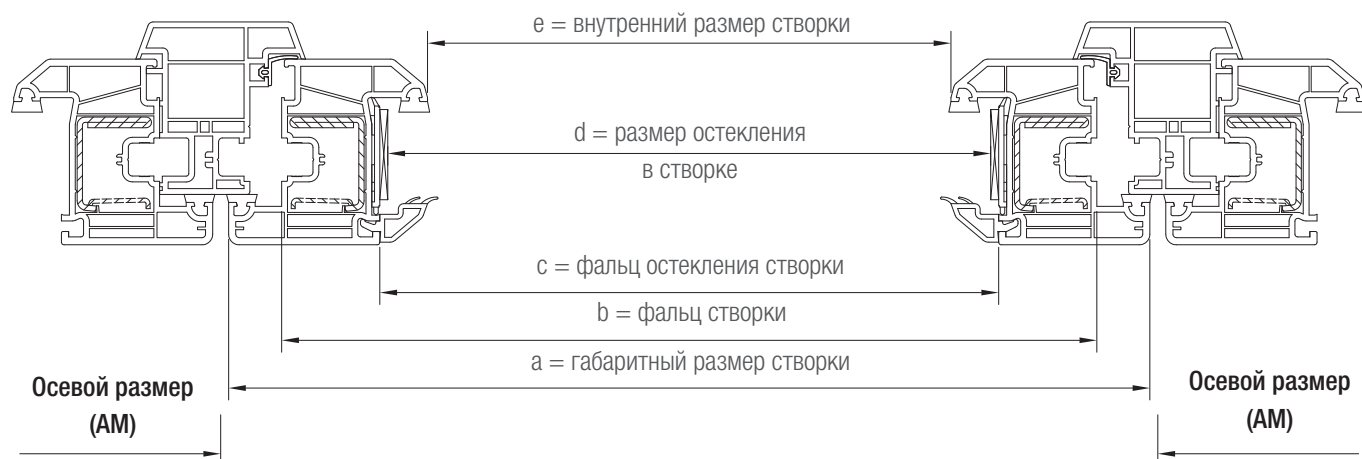 e = внутренний размер створки
d = размер остекления
в створке
c = фальц остекления створки
b = фальц створки
a = габаритный размер створки
Осевой размер
(AM)
Осевой размер
(AM)